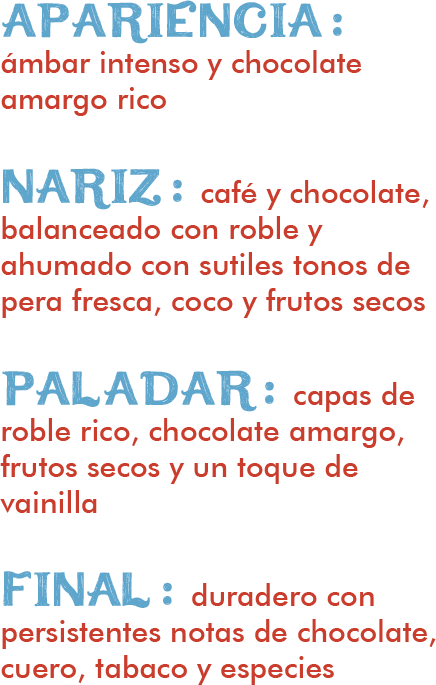 APARIENCIA:
ámbar intenso y chocolate
amargo rico
NARIZ: café y chocolate,
balanceado con roble y
ahumado con sutiles tonos de
pera fresca, coco y frutos secos
PALADAR: capas de
roble rico, chocolate amargo,
frutos secos y un toque de
vainilla
FINAL: duradero con
persistentes notas de chocolate,
cuero, tabaco y especies